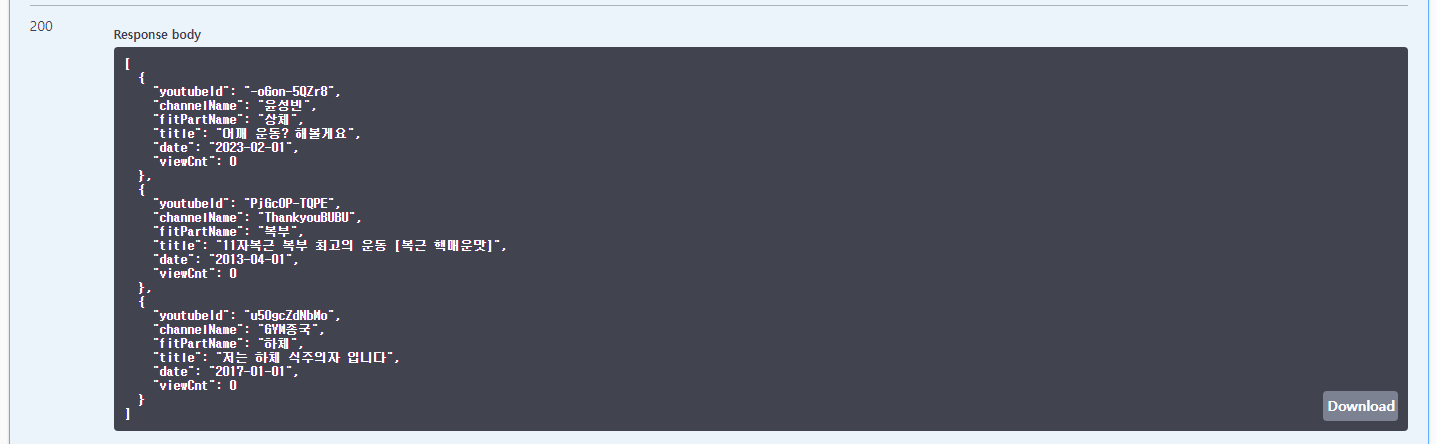 200
Response body
[
{
"youtubeId": "-oGon-5QZr8",
"channelName": "윤성빈",
"fitPartName": "상체",
"title": "어깨 운동? 해볼게요",
"date": "2023-02-01",
"viewCnt": 0
},
{
"youtubeId": "PjGcOP-TQPE",
"channelName": "ThankyouBUBU",
"fitPartName": "복부",
"title": "11자복근 복부 최고의 운동 [복근 핵매운맛]",
"date": "2013-04-01",
"viewCnt": 0
},
{
"youtubeId": "u5OgcZdNbMo",
"channelName": "GYM종국",
"fitPartName": "하체",
"title": "저는 하체 식주의자 입니다",
"date": "2017-01-01",
"viewCnt": 0
}
]
Download